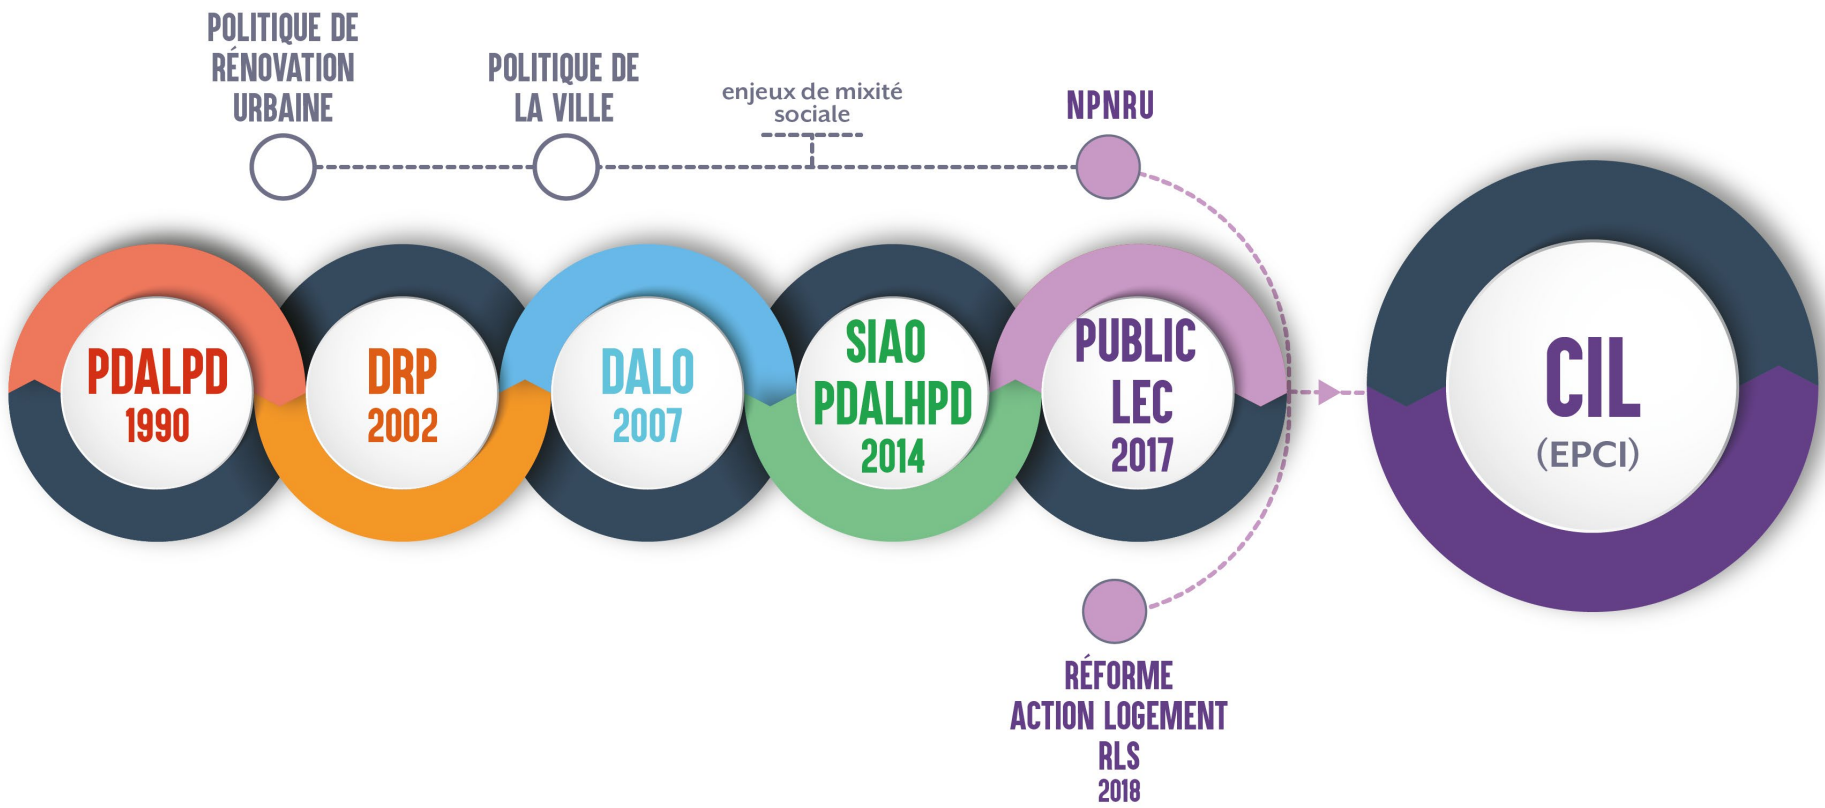 POLITIQUE DE
RÉNOVATION
URBAINE
POLITIQUE DE
LA VILLE
enjeux de mixité
sociale
NPNRU
PDALPD
1990
DRP
2002
DALO
2007
SIAO
PDALHPD
2014
PUBLIC
LEC
2017
CIL
(EPCI)
RÉFORME
ACTION LOGEMENT
RLS
2018